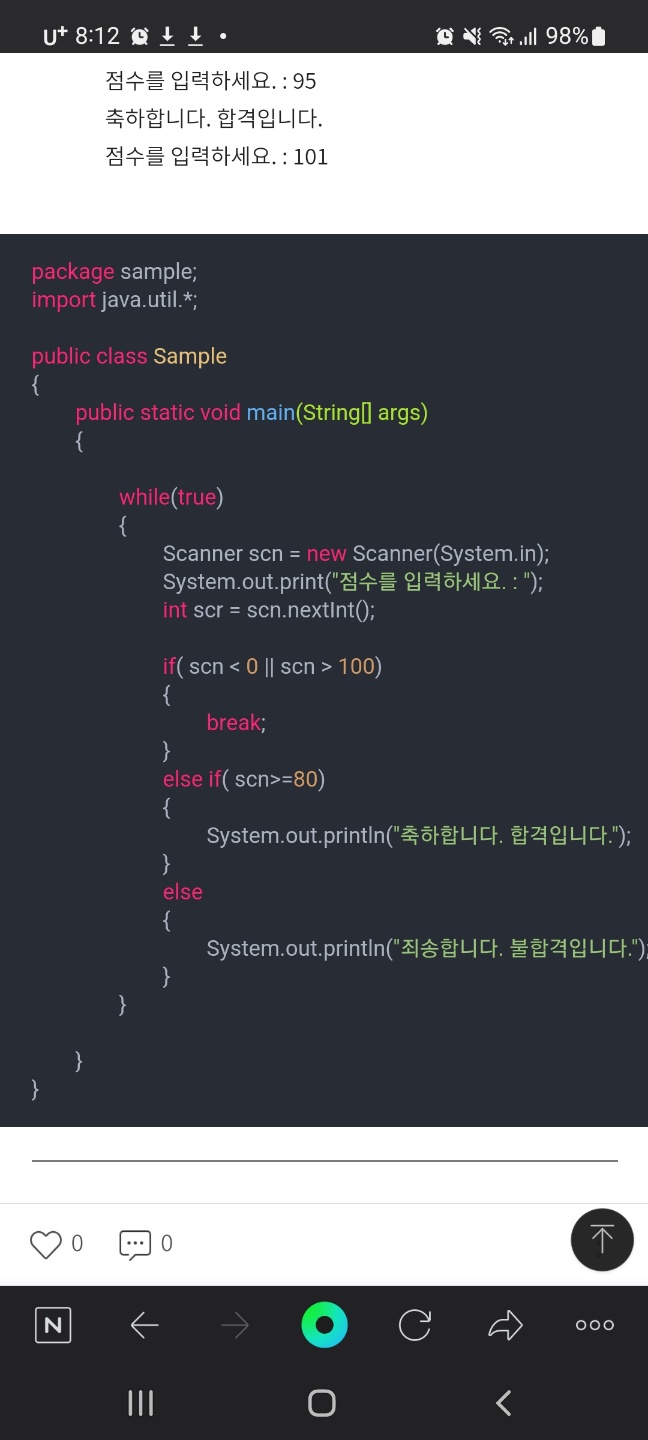 U+ 8:12 98%
점수를 입력하세요. : 95
축하합니다. 합격입니다.
점수를 입력하세요. : 101
package sample;
import java.util.*;
public class Sample
{
public static void main(String[] args)
{
while(true)
{
Scanner scn = new Scanner(System.in);
System.out.print("점수를 입력하세요. : ");
int scr = scn.nextInt();
if( scn < 0 || scn > 100)
{
break;
}
else if( scn>=80)
{
System.out.println("축하합니다. 합격입니다.");
}
else
{
System.out.println("죄송합니다. 불합격입니다.");
}
}
}
}
0 0
N